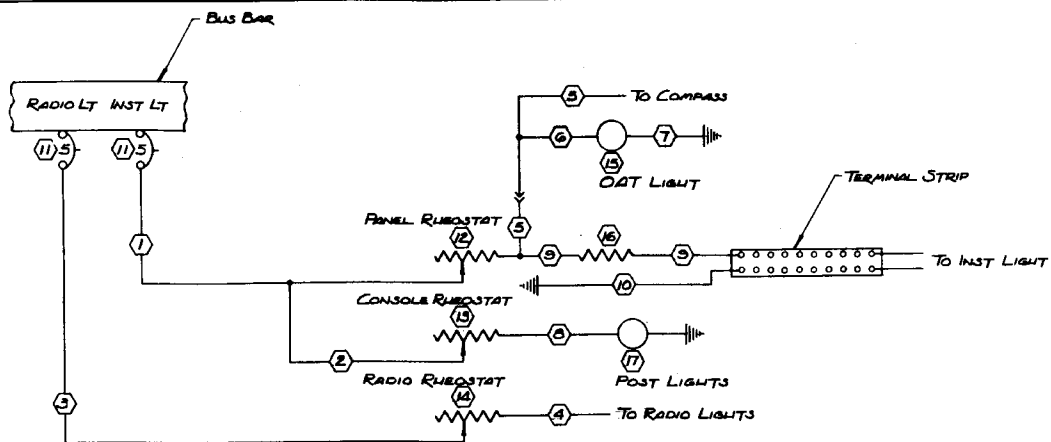 BUS BAR
RADIO LT INST LT
11 5
11 5
5 TO COMPASS
6
7
15
OAT LIGHT
TERMINAL STRIP
1
PANEL RHEOSTAT
12
5
9
16
9
TO INST LIGHT
10
CONSOLE RHEOSTAT
13
8
17
POST LIGHTS
2
RADIO RHEOSTAT
14
3
4 TO RADIO LIGHTS